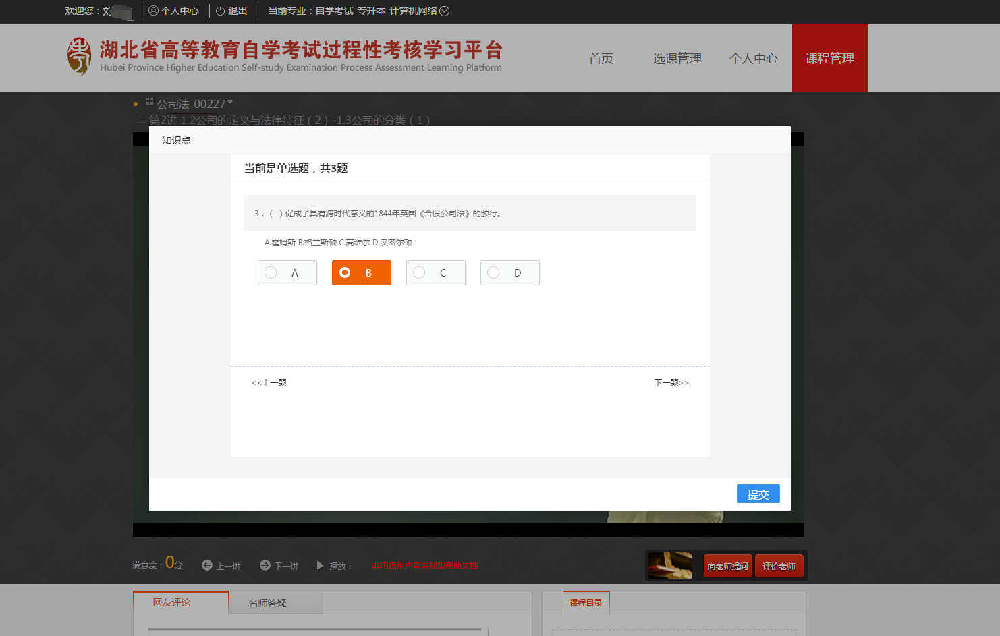 欢迎您：刘 个人中心 退出 当前专业：自学考试-专升本-计算机网络
湖北省高等教育自学考试过程性考核学习平台
Hubei Province Higher Education Self-study Examination Process Assessment Learning Platform
首页 选课管理 个人中心 课程管理
公司法-00227
第2讲 1.2公司的定义与法律特征（2）-1.3公司的分类（1）
知识点
当前是单选题，共3题
3．（ ）促成了具有跨时代意义的1844年英国《合股公司法》的颁行。
A.霍姆斯 B.格兰斯顿 C.高维尔 D.汉密尔顿
A B C D
<<上一题 下一题>>
提交
满意度：0分 上一讲 下一讲 播放： 非电信用户查看视频帮助文档 向老师提问 评价老师
网友评论 名师答疑 课程目录